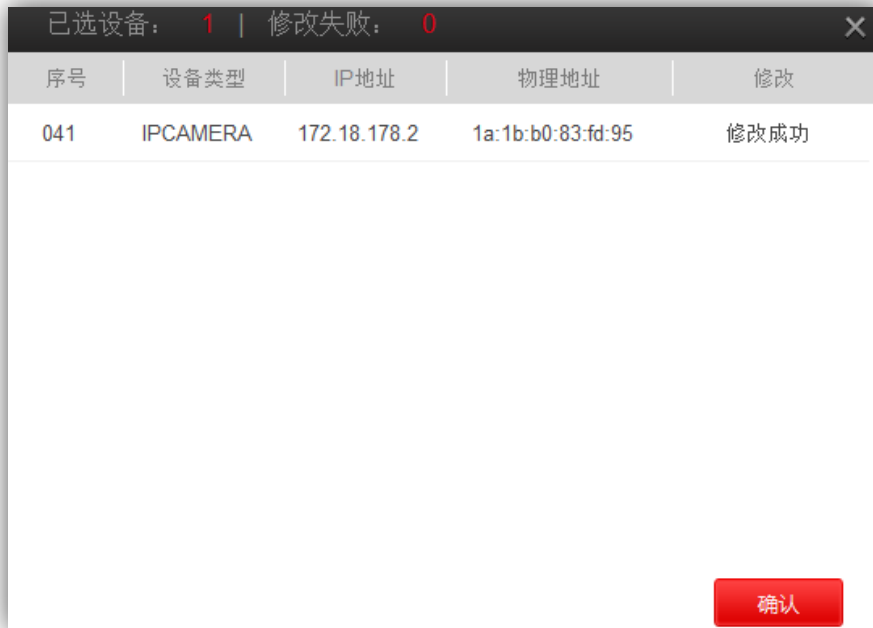 已选设备： 1 | 修改失败： 0
序号 设备类型 IP地址 物理地址 修改
041 IPCAMERA 172.18.178.2 1a:1b:b0:83:fd:95 修改成功
确认